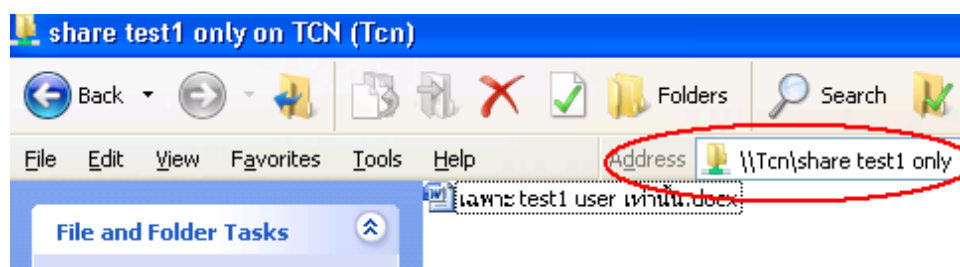 share test1 only on TCN (Tcn)
Back Folders Search
File Edit View Favorites Tools Help Address \\Tcn\share test1 only
เฉพาะ test1 user เท่านั้น.docx
File and Folder Tasks